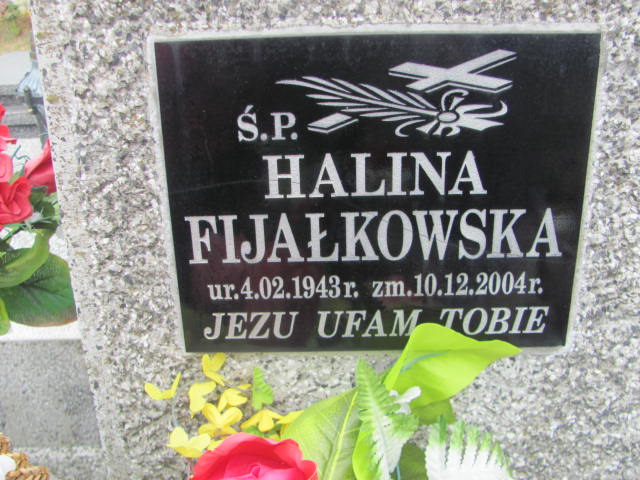 Ś.P.
HALINA
FIJAŁKOWSKA
ur.4.02.1943r. zm.10.12.2004r.
JEZU UFAM TOBIE